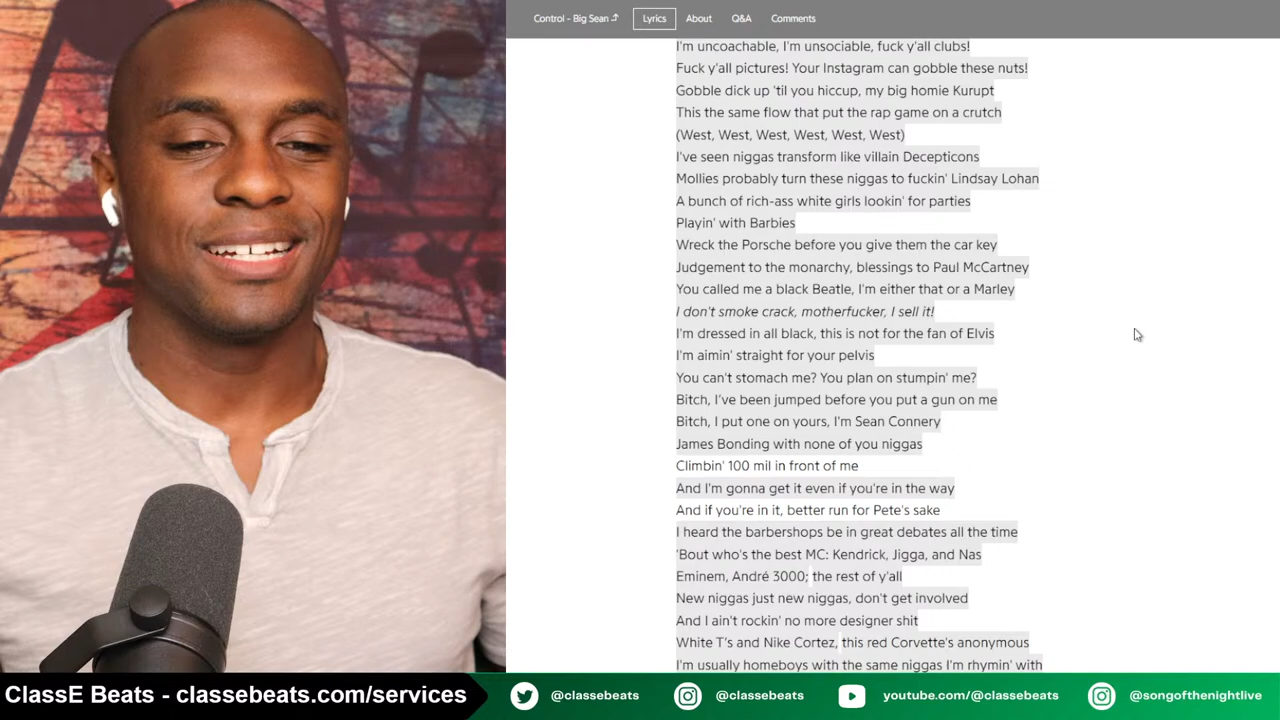 Control - Big Sean
Lyrics
About
Q&A
Comments
I'm uncoachable, I'm unsociable, fuck y'all clubs!
Fuck y'all pictures! Your Instagram can gobble these nuts!
Gobble dick up 'til you hiccup, my big homie Kurupt
This the same flow that put the rap game on a crutch
(West, West, West, West, West, West)
I've seen niggas transform like villain Decepticons
Mollies probably turn these niggas to fuckin' Lindsay Lohan
A bunch of rich-ass white girls lookin' for parties
Playin' with Barbies
Wreck the Porsche before you give them the car key
Judgement to the monarchy, blessings to Paul McCartney
You called me a black Beatle, I'm either that or a Marley
I don't smoke crack, motherfucker, I sell it!
I'm dressed in all black, this is not for the fan of Elvis
I'm aimin' straight for your pelvis
You can't stomach me? You plan on stumpin' me?
Bitch, I've been jumped before you put a gun on me
Bitch, I put one on yours, I'm Sean Connery
James Bonding with none of you niggas
Climbin' 100 mil in front of me
And I'm gonna get it even if you're in the way
And if you're in it, better run for Pete's sake
I heard the barbershops be in great debates all the time
'Bout who's the best MC: Kendrick, Jigga, and Nas
Eminem, André 3000; the rest of y'all
New niggas just new niggas, don't get involved
And I ain't rockin' no more designer shit
White T's and Nike Cortez, this red Corvette's anonymous
I'm usually homeboys with the same niggas I'm rhymin' with
ClassE Beats - classebeats.com/services
@classebeats
@classebeats
youtube.com/@classebeats
@songofthenightlive